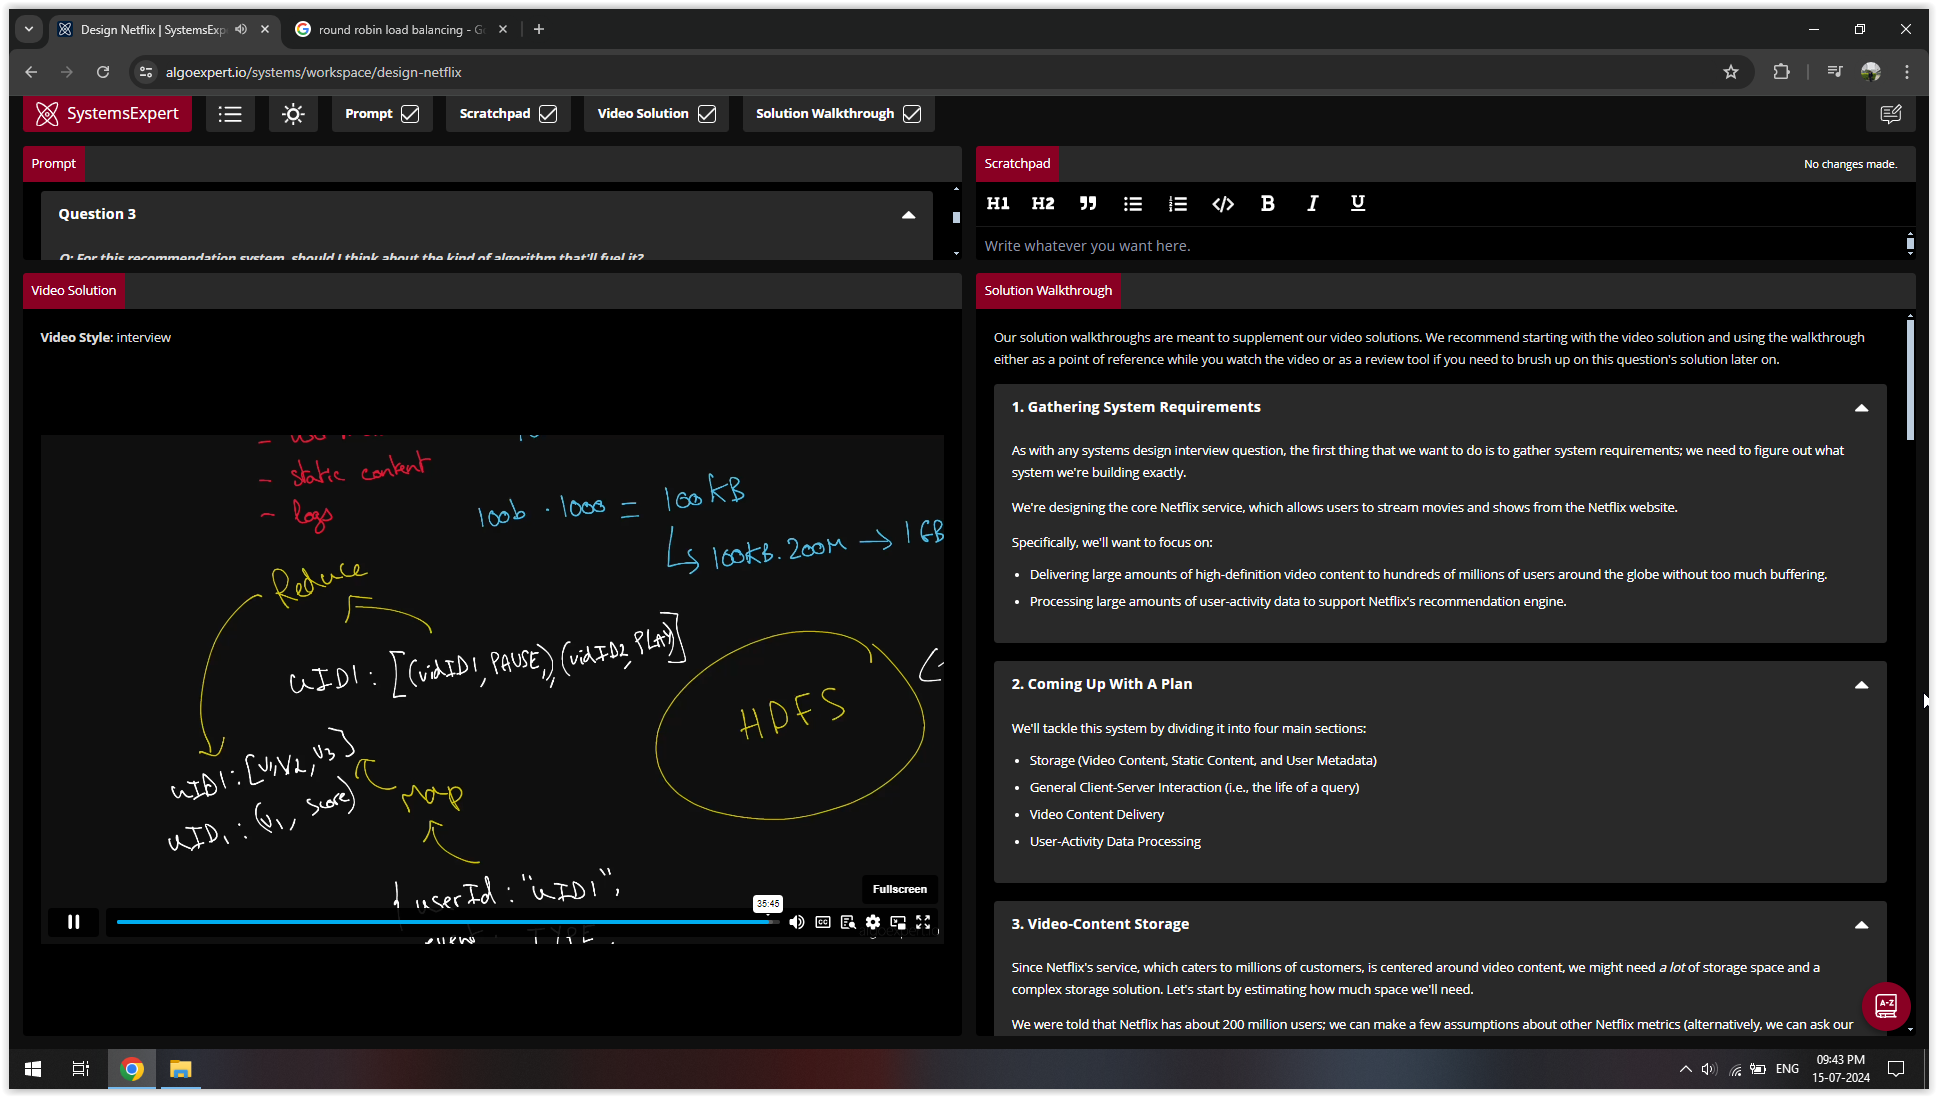 Design Netflix | SystemsExp
round robin load balancing - G
algoexpert.io/systems/workspace/design-netflix
SystemsExpert
Prompt
Scratchpad
Video Solution
Solution Walkthrough
Prompt
Question 3
Q: For this recommendation system, should I think about the kind of algorithm that'll fuel it?
Scratchpad
No changes made.
H1 H2 B I U
Write whatever you want here.
Video Solution
Video Style: interview
- static content
- logs
100b · 1000 = 100KB
100KB. 200M → 1 GB
Reduce
uID1: [(vidID1, PAUSE), (vidID2, PLAY)]
HDFS
uID1: [v1, v2, v3]
uID1: (v1, score)
Map
{ userId: "uID1",
event: TYPE,
Fullscreen
35:45
CC
Solution Walkthrough
Our solution walkthroughs are meant to supplement our video solutions. We recommend starting with the video solution and using the walkthrough
either as a point of reference while you watch the video or as a review tool if you need to brush up on this question's solution later on.
1. Gathering System Requirements
As with any systems design interview question, the first thing that we want to do is to gather system requirements; we need to figure out what
system we're building exactly.
We're designing the core Netflix service, which allows users to stream movies and shows from the Netflix website.
Specifically, we'll want to focus on:
• Delivering large amounts of high-definition video content to hundreds of millions of users around the globe without too much buffering.
• Processing large amounts of user-activity data to support Netflix's recommendation engine.
2. Coming Up With A Plan
We'll tackle this system by dividing it into four main sections:
• Storage (Video Content, Static Content, and User Metadata)
• General Client-Server Interaction (i.e., the life of a query)
• Video Content Delivery
• User-Activity Data Processing
3. Video-Content Storage
Since Netflix's service, which caters to millions of customers, is centered around video content, we might need a lot of storage space and a
complex storage solution. Let's start by estimating how much space we'll need.
We were told that Netflix has about 200 million users; we can make a few assumptions about other Netflix metrics (alternatively, we can ask our
A-Z
ENG
09:43 PM
15-07-2024